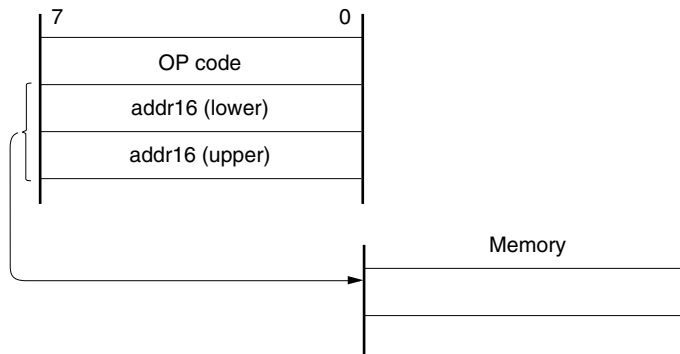 7 0
OP code
addr16 (lower)
addr16 (upper)
Memory